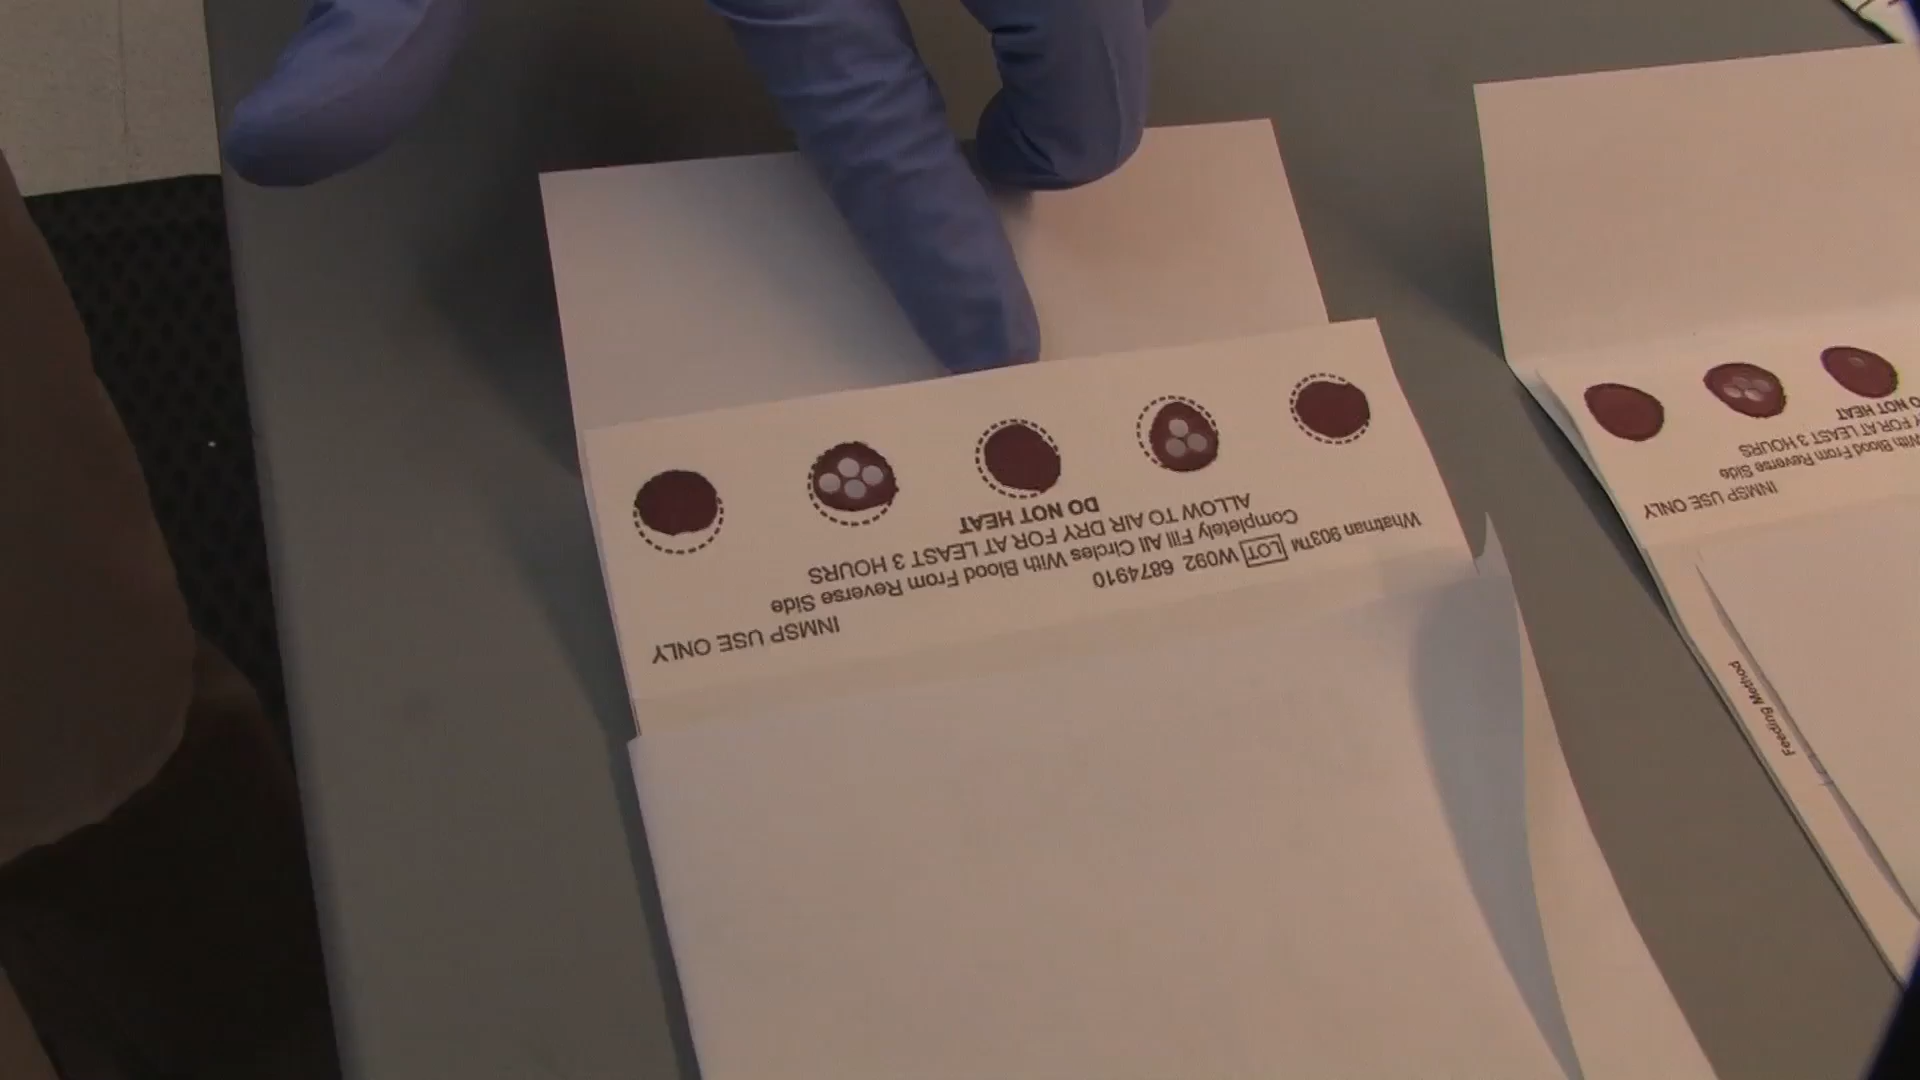 Whatman 903™ LOT W092 6874910 INMSP USE ONLY
Completely Fill All Circles With Blood From Reverse Side
ALLOW TO AIR DRY FOR AT LEAST 3 HOURS
DO NOT HEAT
Feeding Method
INMSP USE ONLY
With Blood From Reverse Side
Y FOR AT LEAST 3 HOURS
O NOT HEAT